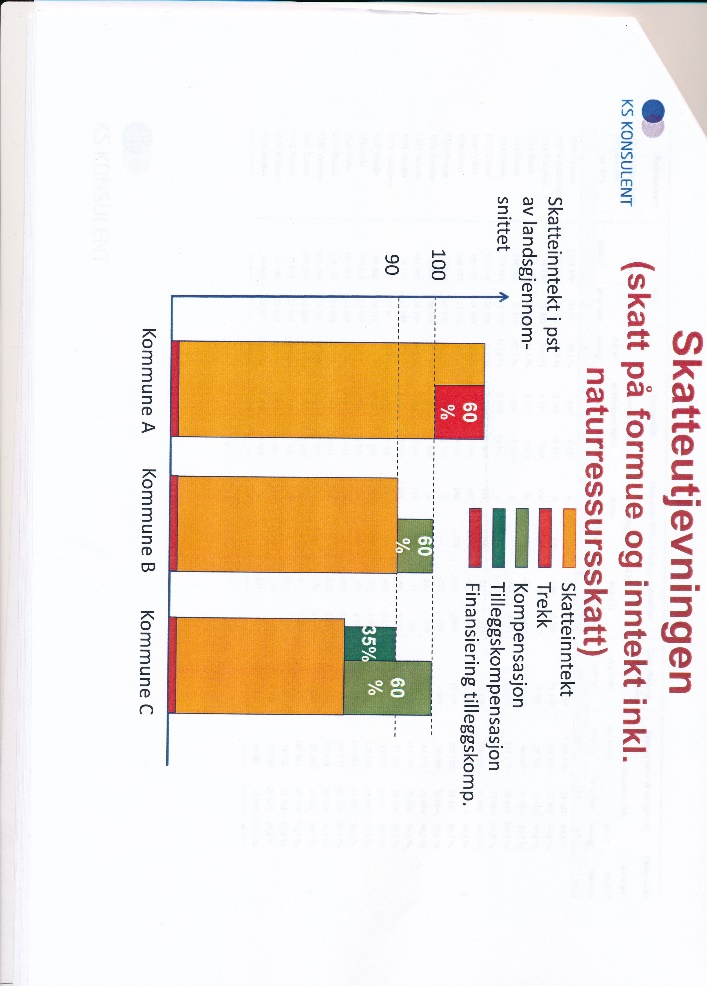 KS KONSULENT
Skatteutjevningen
(skatt på formue og inntekt inkl.
naturressursskatt)
Skatteinntekt i pst
av landsgjennom-
snittet
Skatteinntekt
Trekk
Kompensasjon
Tilleggskompensasjon
Finansiering tilleggskomp.
100
90
60
%
60
%
35%
60
%
Kommune A
Kommune B
Kommune C